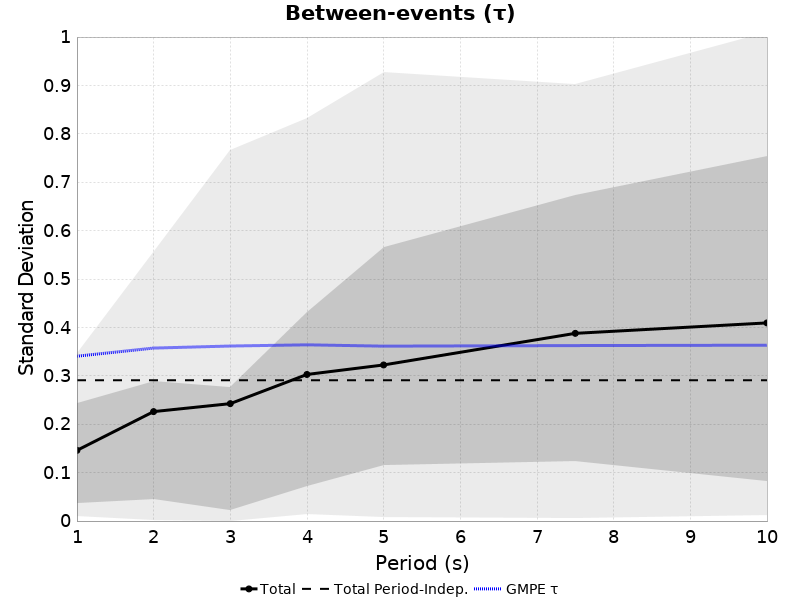 Between-events (τ)
1
0.9
0.8
0.7
0.6
0.5
0.4
0.3
0.2
0.1
0
Standard Deviation
1 2 3 4 5 6 7 8 9 10
Period (s)
Total Total Period-Indep. GMPE τ